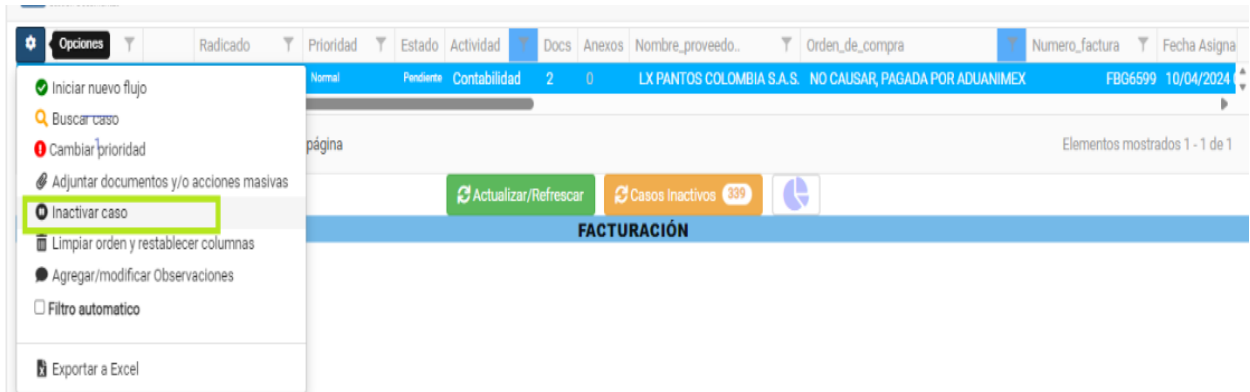 Opciones Radicado Prioridad Estado Actividad Docs Anexos Nombre_proveedo.. Orden_de_compra Numero_factura Fecha Asigna
Normal Pendiente Contabilidad 2 0 LX PANTOS COLOMBIA S.A.S. NO CAUSAR, PAGADA POR ADUANIMEX FBG6599 10/04/2024
Iniciar nuevo flujo
Buscar caso
Cambiar prioridad
página Elementos mostrados 1 - 1 de 1
Adjuntar documentos y/o acciones masivas
Actualizar/Refrescar Casos Inactivos 339
Inactivar caso
FACTURACIÓN
Limpiar orden y restablecer columnas
Agregar/modificar Observaciones
Filtro automatico
Exportar a Excel